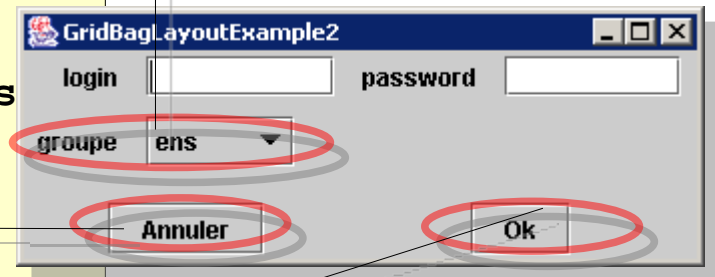 GridBagLayoutExample2
login password
s
groupe ens
Annuler Ok